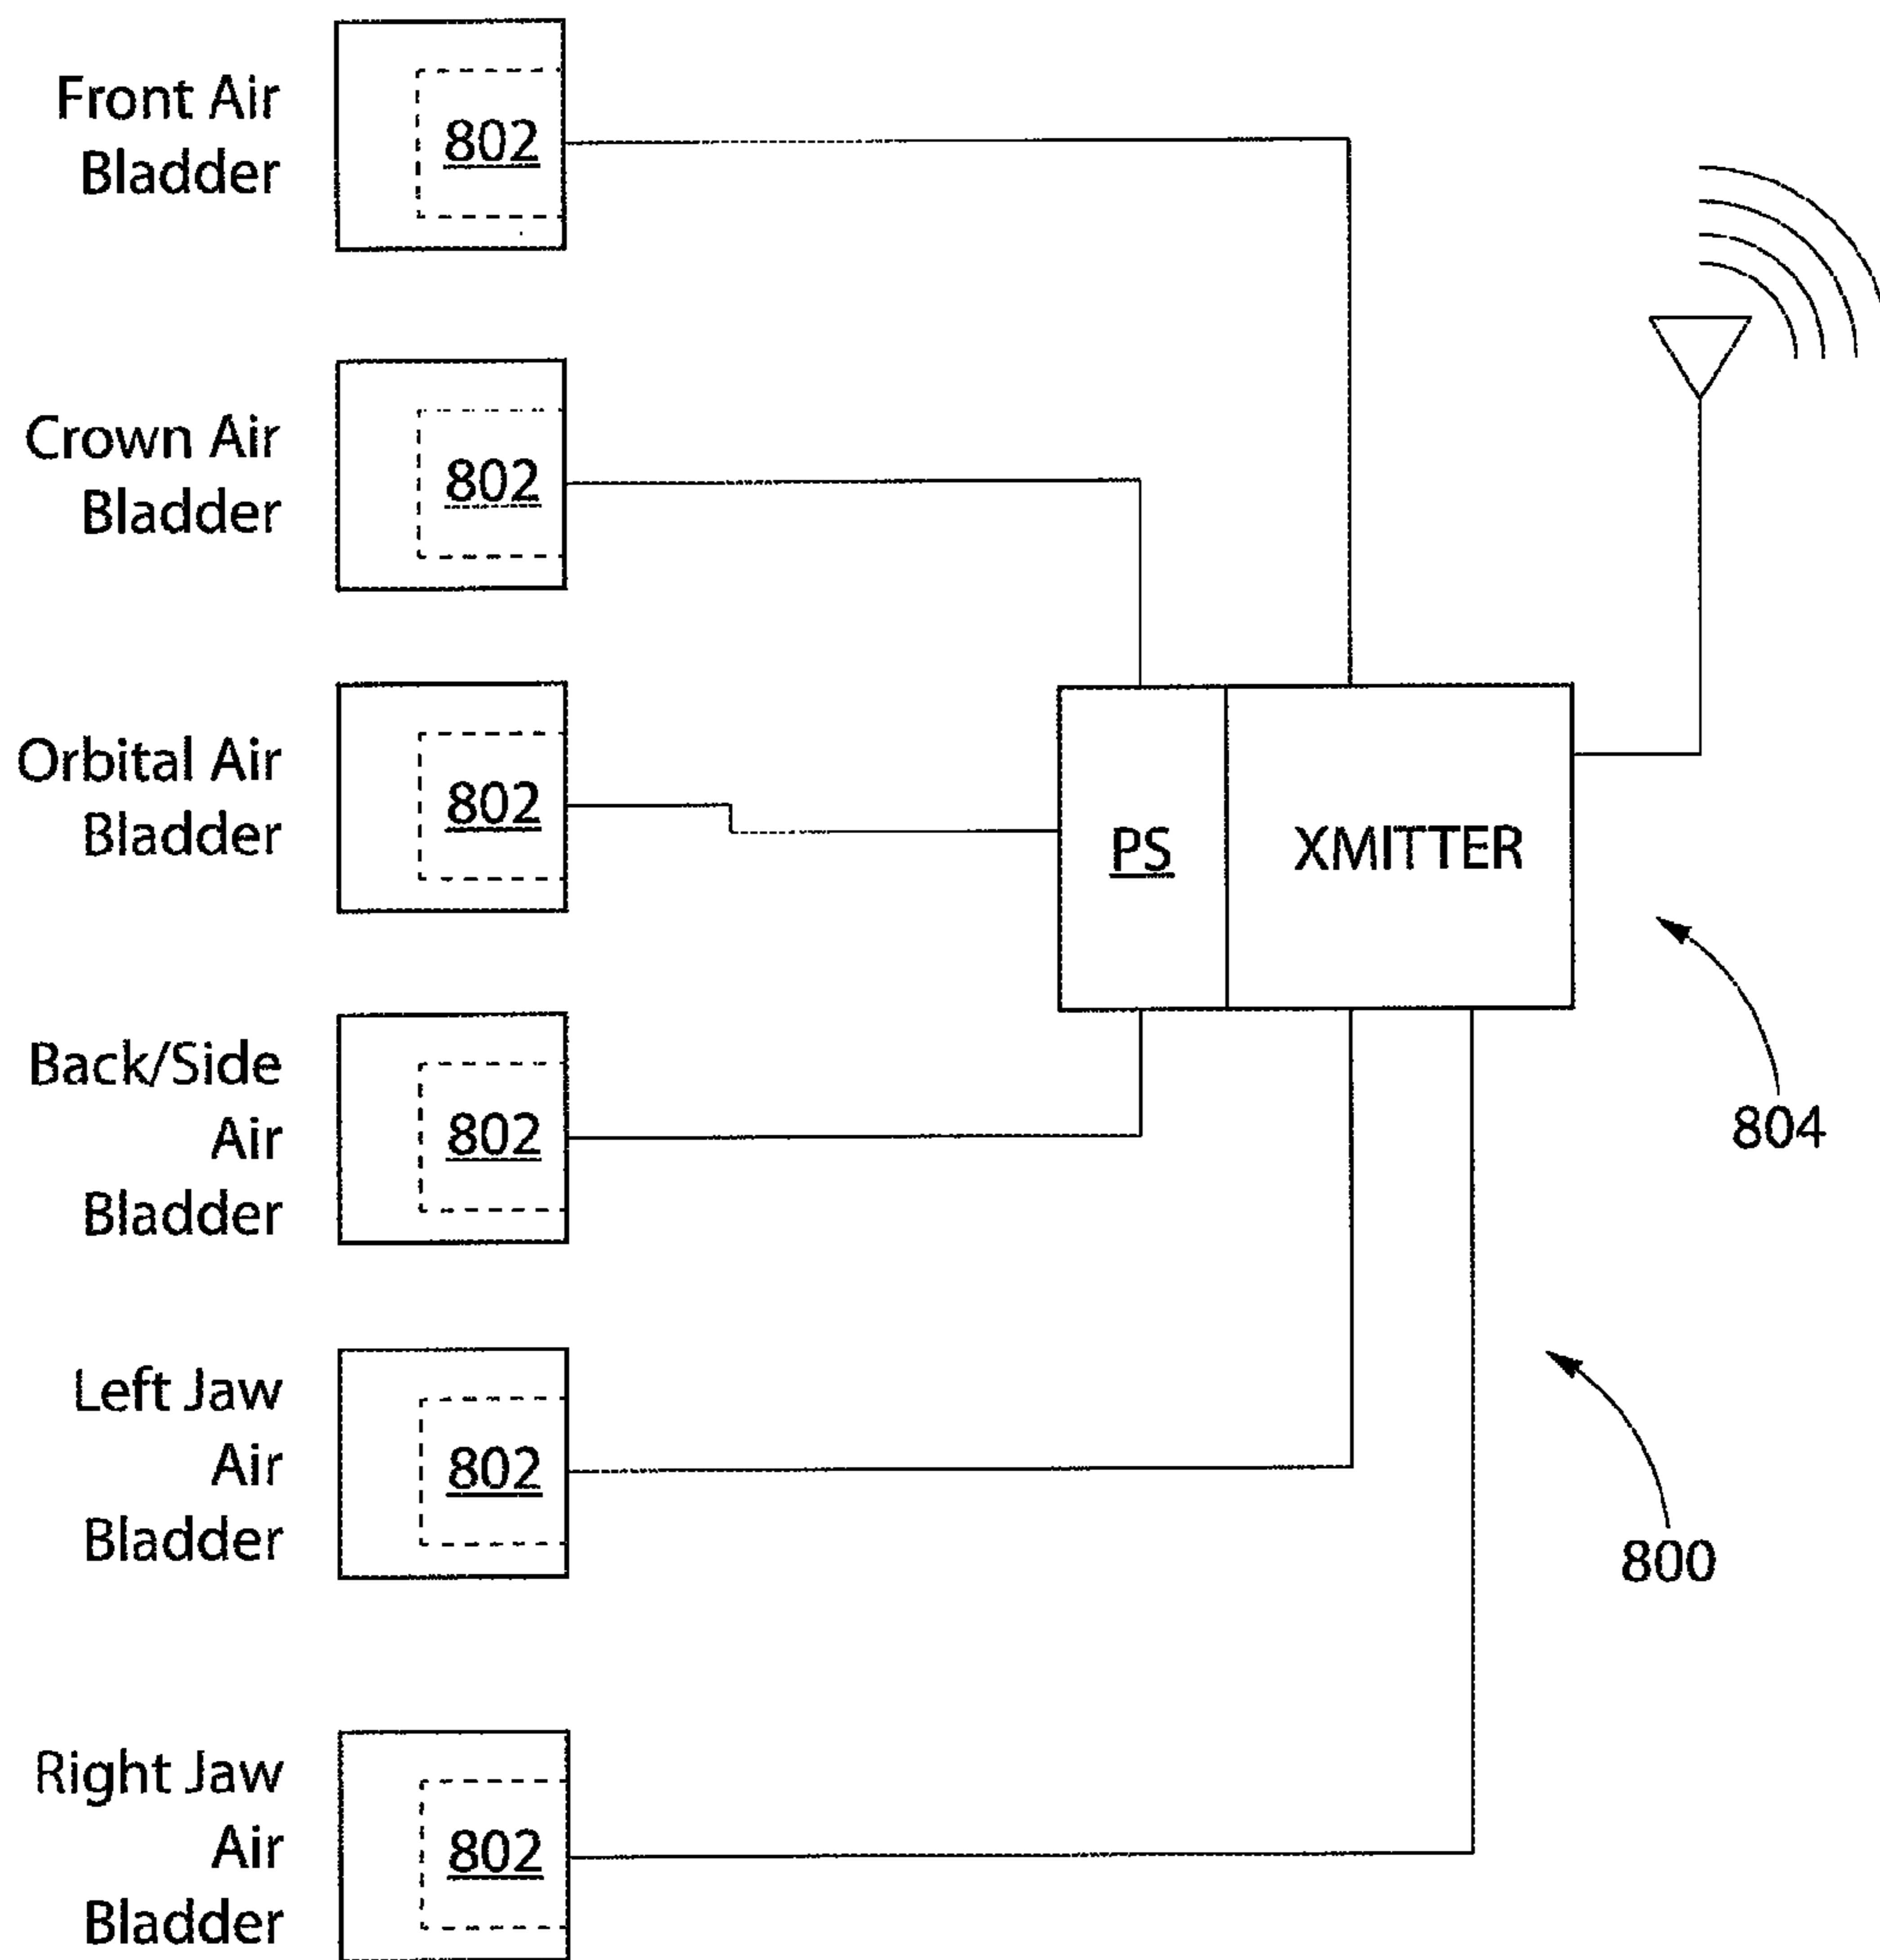 Front Air
Bladder
802
Crown Air
Bladder
802
Orbital Air
Bladder
802
PS
XMITTER
804
Back/Side
Air
Bladder
802
Left Jaw
Air
Bladder
802
800
Right Jaw
Air
Bladder
802